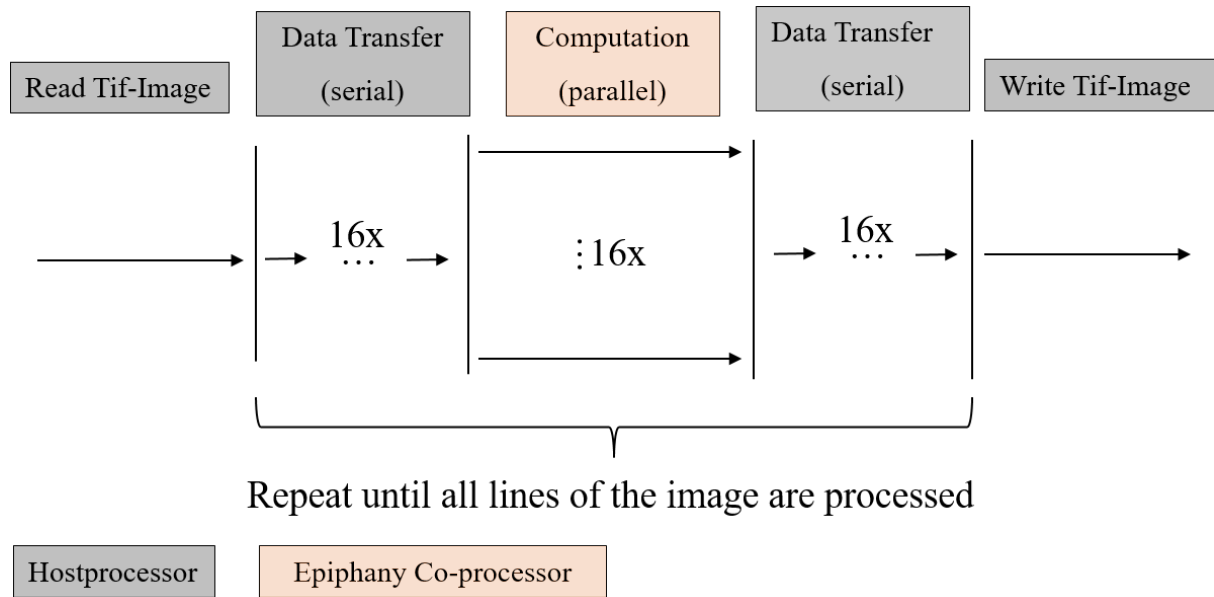 Read Tif-Image
Data Transfer
(serial)
Computation
(parallel)
Data Transfer
(serial)
Write Tif-Image
16x
...
⋮16x
16x
...
Repeat until all lines of the image are processed
Hostprocessor
Epiphany Co-processor